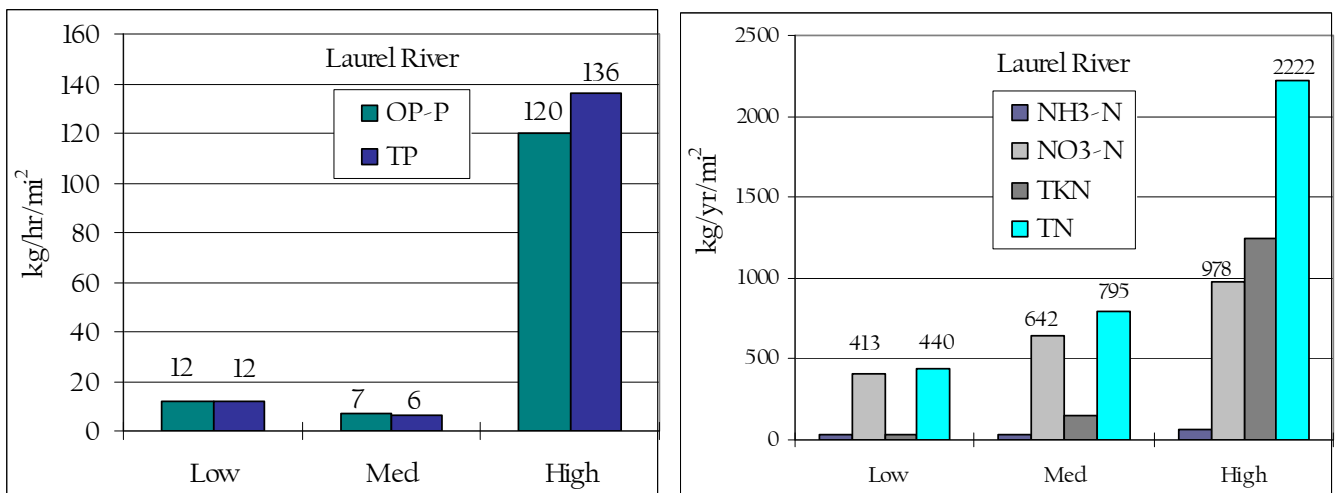 Laurel River
OP-P
TP
kg/hr/mi²
160
140
120
100
80
60
40
20
0
12
12
7
6
120
136
Low
Med
High
Laurel River
NH3-N
NO3-N
TKN
TN
kg/yr/mi²
2500
2000
1500
1000
500
0
413
440
642
795
978
2222
Low
Med
High